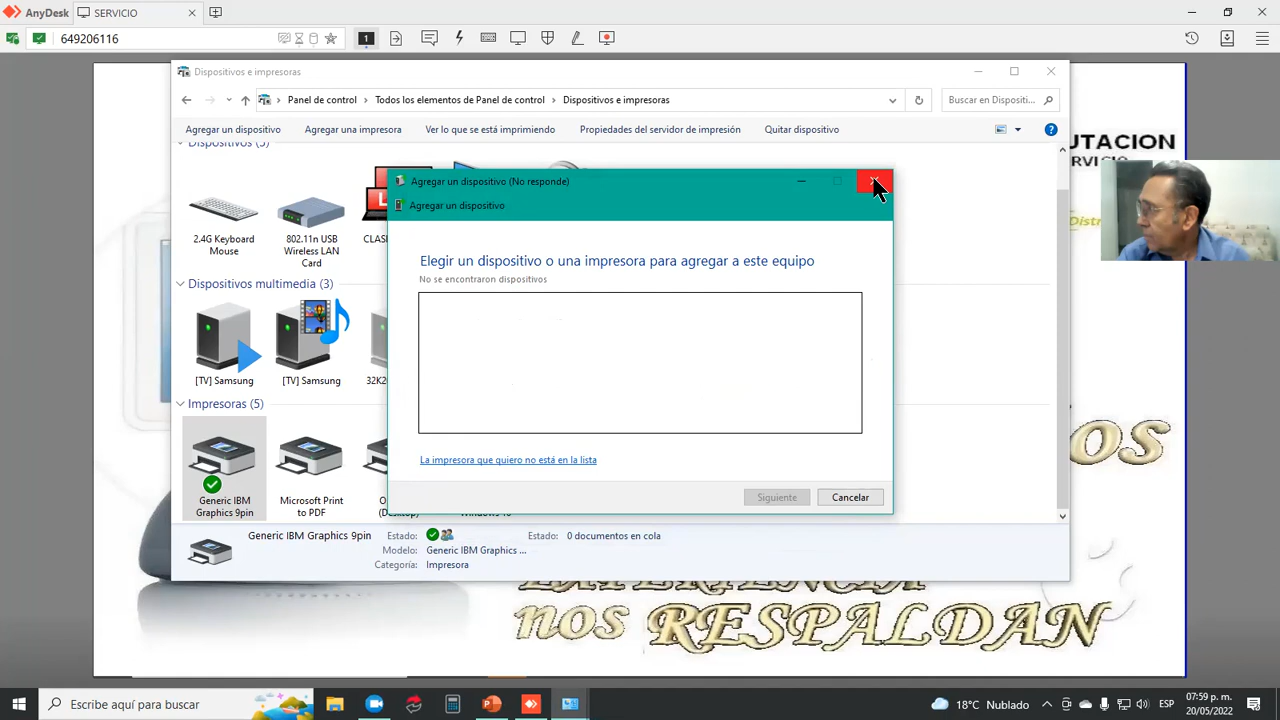 AnyDesk
SERVICIO
649206116
1
Dispositivos e impresoras
Panel de control
Todos los elementos de Panel de control
Dispositivos e impresoras
Buscar en Dispositi...
Agregar un dispositivo
Agregar una impresora
Ver lo que se está imprimiendo
Propiedades del servidor de impresión
Quitar dispositivo
Dispositivos (5)
2.4G Keyboard
Mouse
802.11n USB
Wireless LAN
Card
Agregar un dispositivo (No responde)
Agregar un dispositivo
Elegir un dispositivo o una impresora para agregar a este equipo
No se encontraron dispositivos
La impresora que quiero no está en la lista
Siguiente
Cancelar
Dispositivos multimedia (3)
[TV] Samsung
[TV] Samsung
Impresoras (5)
Generic IBM
Graphics 9pin
Microsoft Print
to PDF
(Desktop)
Windows 10
Generic IBM Graphics 9pin
Estado:
Estado:
0 documentos en cola
Modelo:
Generic IBM Graphics ...
Categoría:
Impresora
EXPERIENCIA
nos RESPALDAN
Escribe aquí para buscar
18°C Nublado
ESP
07:59 p. m.
20/05/2022